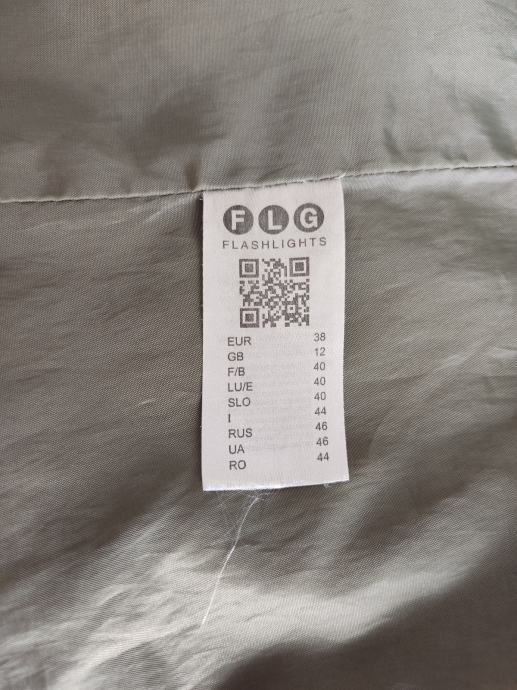 FLG
FLASHLIGHTS
EUR 38
GB 12
F/B 40
LU/E 40
SLO 40
I 44
RUS 46
UA 46
RO 44